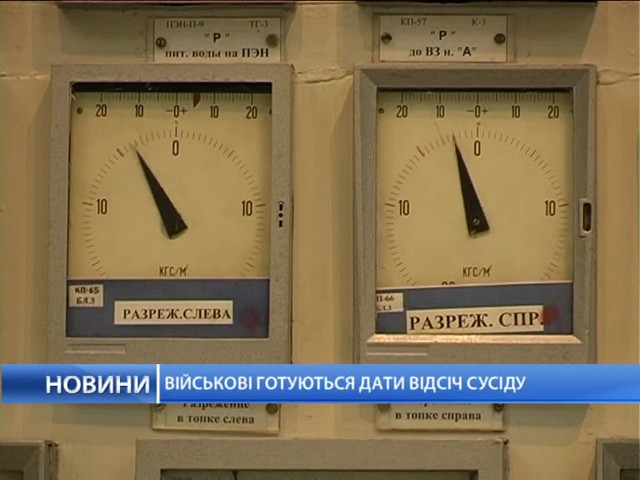 ПЭН-П-9 ТГ-3
"Р"
пит. воды на ПЭН
КП-57 К-3
"Р"
до ВЗ н. "А"
20 10 -0+ 10 20
0
10 10
КГС/М²
КП-65
БЛ.3
РАЗРЕЖ.СЛЕВА
20 10 -0+ 10 20
0
10 10
КГС/М²
П-66
БЛ.3
РАЗРЕЖ. СПР.
НОВИНИ
ВІЙСЬКОВІ ГОТУЮТЬСЯ ДАТИ ВІДСІЧ СУСІДУ
Разрежение
в топке слева
в топке справа